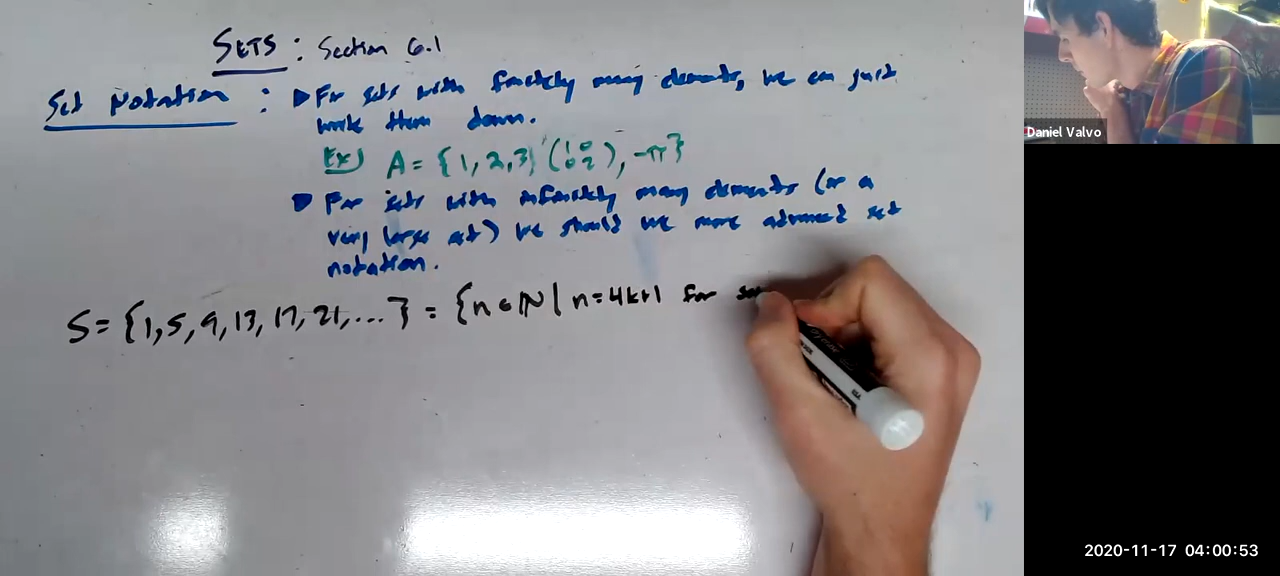 SETS: Section 6.1
Set Notation: ▶ For sets with finitely many elements, we can just
write them down.
Ex) A = {1, 2, 3, (1 0
0 2), -π}
▶ For sets with infinitely many elements (or a
very large set) we should use more advanced set
notation.
S = {1, 5, 9, 13, 17, 21, ... } = {n ∈ ℕ | n = 4k+1 for
Daniel Valvo
2020-11-17 04:00:53